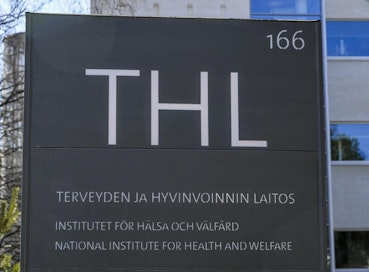 166
THL
TERVEYDEN JA HYVINVOINNIN LAITOS
INSTITUTET FÖR HÄLSA OCH VÄLFÄRD
NATIONAL INSTITUTE FOR HEALTH AND WELFARE